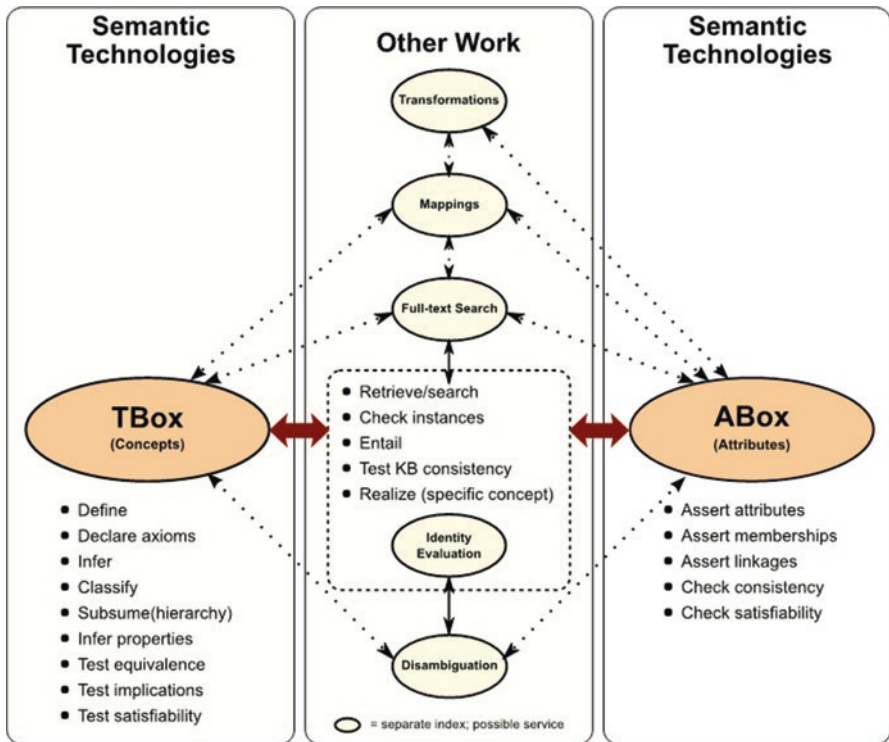 Semantic
Technologies
TBox
(Concepts)
● Define
● Declare axioms
● Infer
● Classify
● Subsume(hierarchy)
● Infer properties
● Test equivalence
● Test implications
● Test satisfiability
Other Work
Transformations
Mappings
Full-text Search
● Retrieve/search
● Check instances
● Entail
● Test KB consistency
● Realize (specific concept)
Identity
Evaluation
Disambiguation
= separate index; possible service
Semantic
Technologies
ABox
(Attributes)
● Assert attributes
● Assert memberships
● Assert linkages
● Check consistency
● Check satisfiability